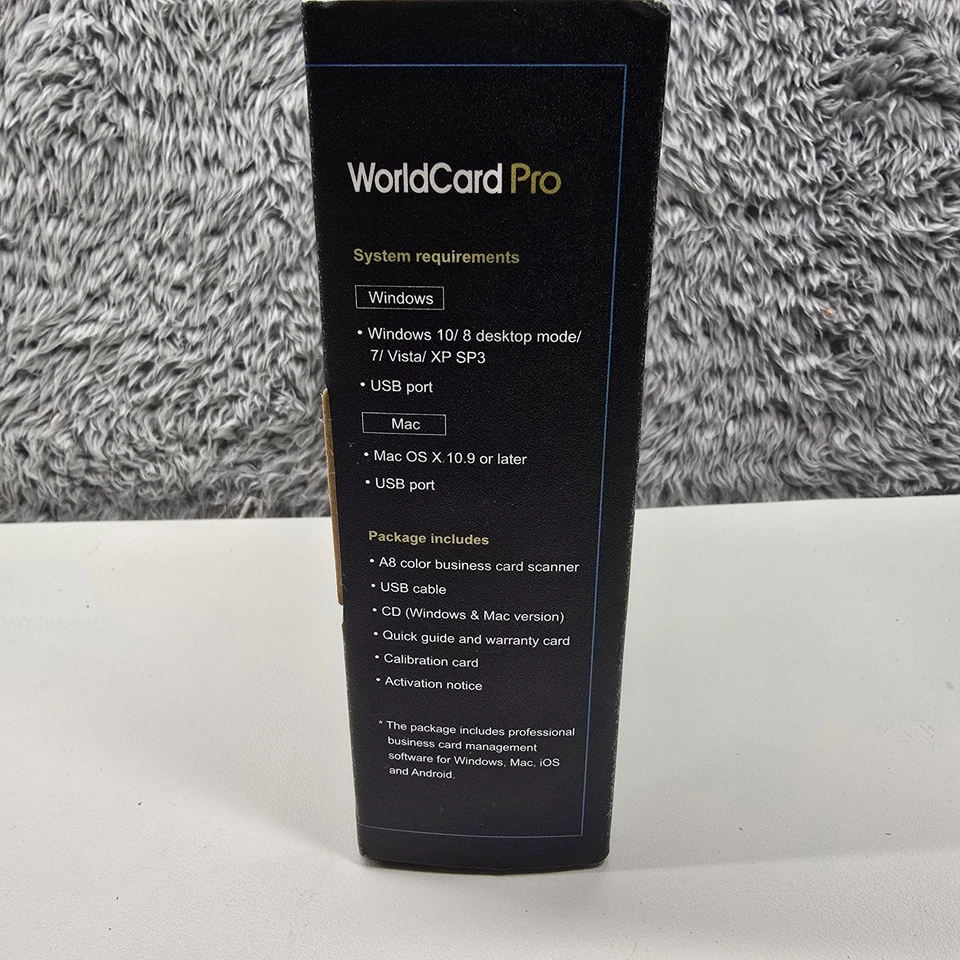 WorldCard Pro
System requirements
Windows
• Windows 10/ 8 desktop mode/
7/ Vista/ XP SP3
• USB port
Mac
• Mac OS X 10.9 or later
• USB port
Package includes
• A8 color business card scanner
• USB cable
• CD (Windows & Mac version)
• Quick guide and warranty card
• Calibration card
• Activation notice
* The package includes professional
business card management
software for Windows, Mac, iOS
and Android.